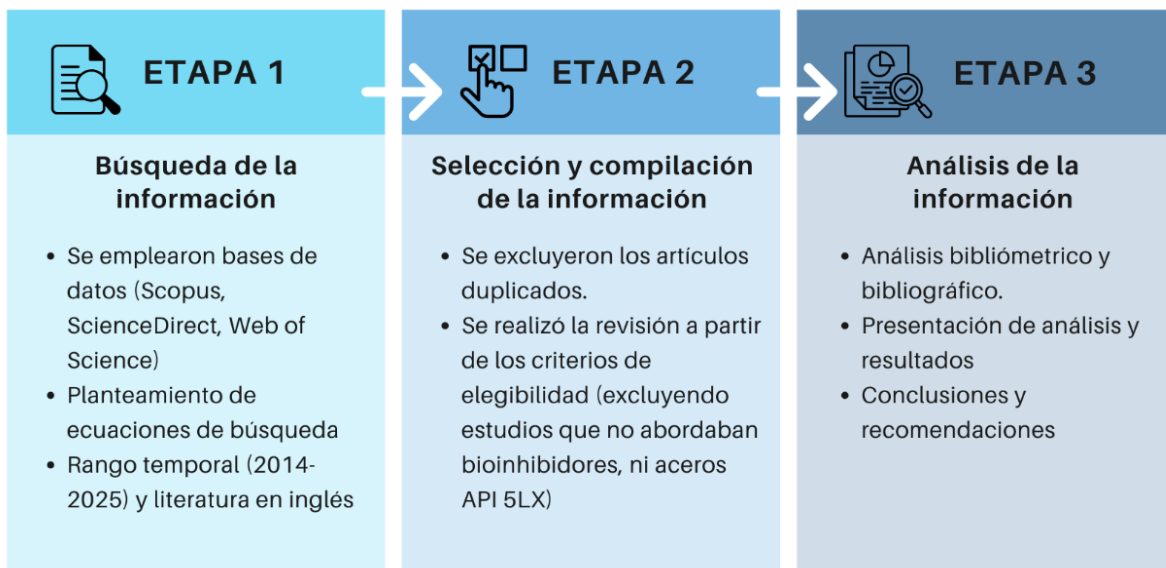 ETAPA 1
Búsqueda de la
información
• Se emplearon bases de
datos (Scopus,
ScienceDirect, Web of
Science)
• Planteamiento de
ecuaciones de búsqueda
• Rango temporal (2014-
2025) y literatura en inglés
ETAPA 2
Selección y compilación
de la información
• Se excluyeron los artículos
duplicados.
• Se realizó la revisión a partir
de los criterios de
elegibilidad (excluyendo
estudios que no abordaban
bioinhibidores, ni aceros
API 5LX)
ETAPA 3
Análisis de la
información
• Análisis bibliómetrico y
bibliográfico.
• Presentación de análisis y
resultados
• Conclusiones y
recomendaciones